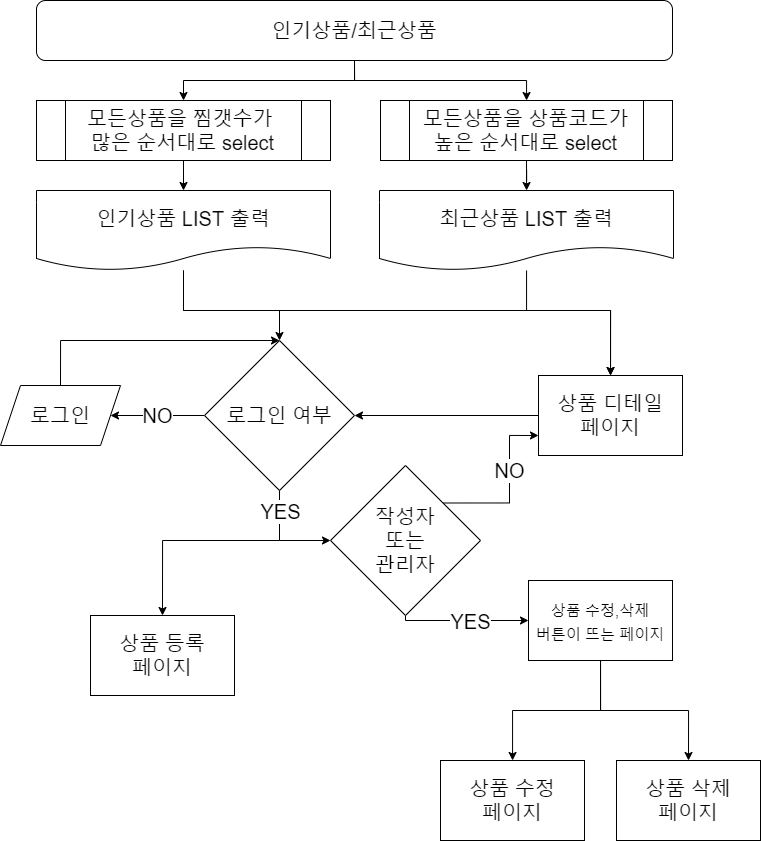 인기상품/최근상품
모든상품을 찜갯수가
많은 순서대로 select
모든상품을 상품코드가
높은 순서대로 select
인기상품 LIST 출력
최근상품 LIST 출력
로그인
NO
로그인 여부
상품 디테일
페이지
NO
YES
작성자
또는
관리자
상품 등록
페이지
YES
상품 수정,삭제
버튼이 뜨는 페이지
상품 수정
페이지
상품 삭제
페이지